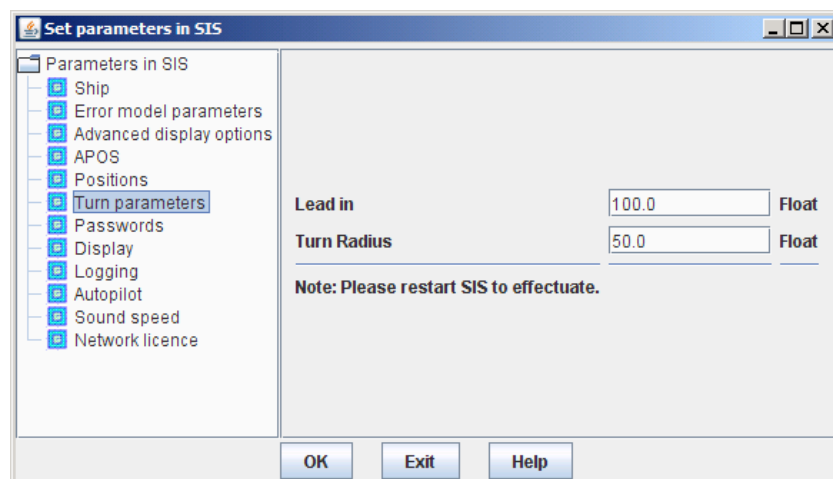 Set parameters in SIS
Parameters in SIS
Ship
Error model parameters
Advanced display options
APOS
Positions
Turn parameters
Passwords
Display
Logging
Autopilot
Sound speed
Network licence
Lead in 100.0 Float
Turn Radius 50.0 Float
Note: Please restart SIS to effectuate.
OK Exit Help